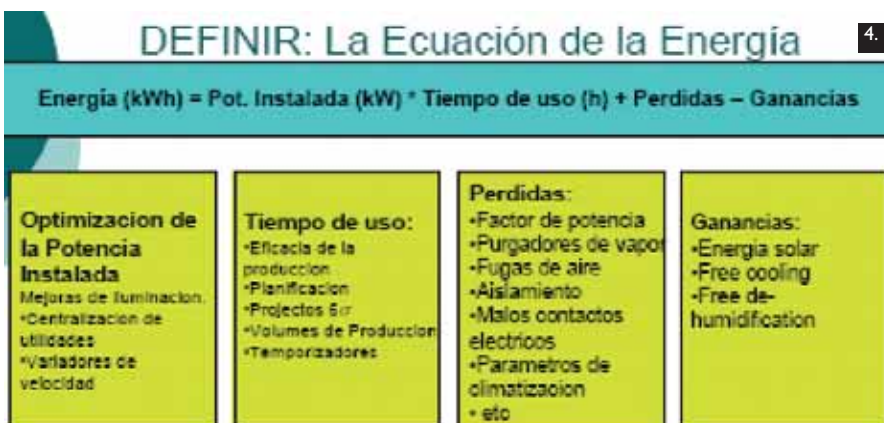 DEFINIR: La Ecuación de la Energía
4.
Energía (kWh) = Pot. Instalada (kW) * Tiempo de uso (h) + Perdidas – Ganancias
Optimizacion de
la Potencia
Instalada
Mejoras de iluminacion.
•Centralizacion de
utilidades
•Variadores de
velocidad
Tiempo de uso:
•Eficacia de la
produccion
•Planificacion
•Projectos 6σ
•Volumes de Produccion
•Temporizadores
Perdidas:
•Factor de potencia
•Purgadores de vapor
•Fugas de aire
•Aislamiento
•Malos contactos
electricos
•Parametros de
climatizacion
• etc
Ganancias:
•Energia solar
•Free cooling
•Free de-
humidification